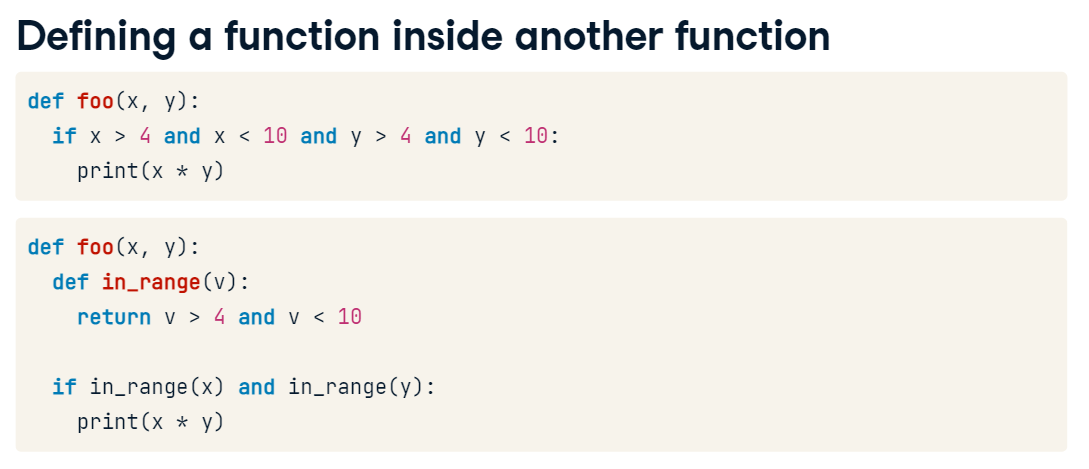 Defining a function inside another function
def foo(x, y):
  if x > 4 and x < 10 and y > 4 and y < 10:
    print(x * y)
def foo(x, y):
  def in_range(v):
    return v > 4 and v < 10
  if in_range(x) and in_range(y):
    print(x * y)